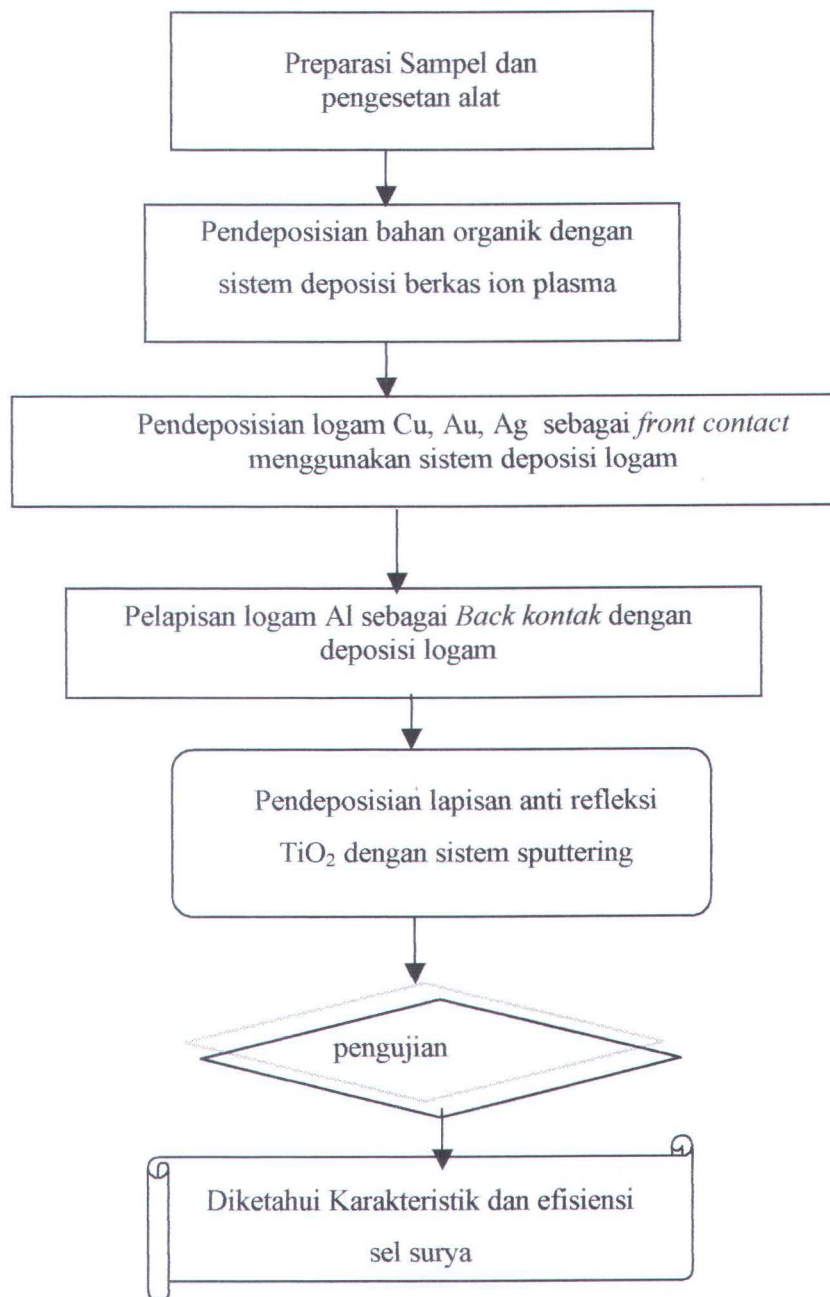 Preparasi Sampel dan
pengesetan alat
Pendeposisian bahan organik dengan
sistem deposisi berkas ion plasma
Pendeposisian logam Cu, Au, Ag sebagai front contact
menggunakan sistem deposisi logam
Pelapisan logam Al sebagai Back kontak dengan
deposisi logam
Pendeposisian lapisan anti refleksi
TiO₂ dengan sistem sputtering
pengujian
Diketahui Karakteristik dan efisiensi
sel surya